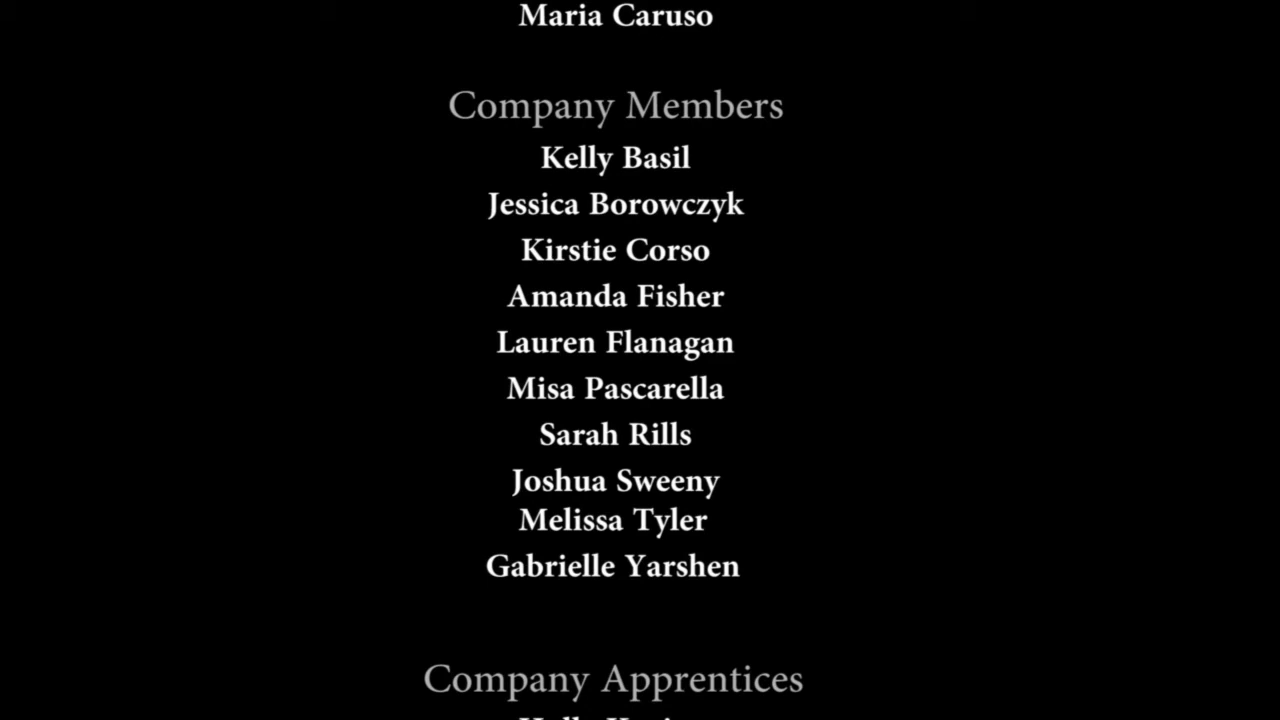 Maria Caruso
Company Members
Kelly Basil
Jessica Borowczyk
Kirstie Corso
Amanda Fisher
Lauren Flanagan
Misa Pascarella
Sarah Rills
Joshua Sweeny
Melissa Tyler
Gabrielle Yarshen
Company Apprentices